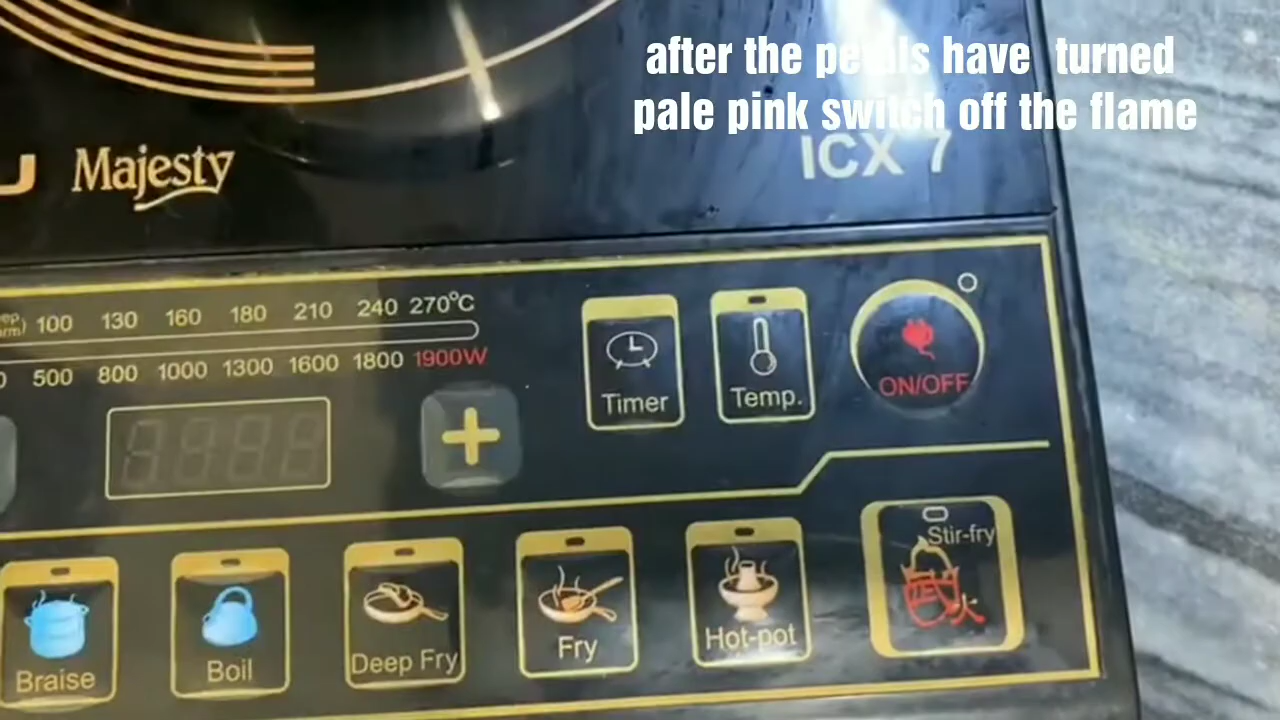 after the petals have turned
pale pink switch off the flame
ICX 7
Majesty
100 130 160 180 210 240 270°C
500 800 1000 1300 1600 1800 1900W
Timer
Temp.
ON/OFF
+
Stir-fry
Braise
Boil
Deep Fry
Fry
Hot-pot